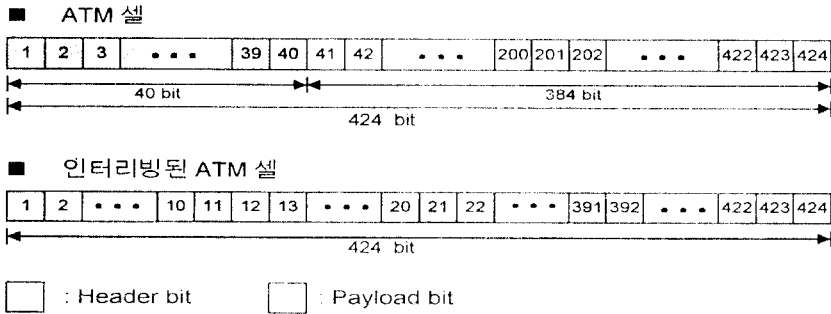 ■ ATM 셀
1 2 3 • • • 39 40 41 42 • • • 200 201 202 • • • 422 423 424
40 bit 384 bit
424 bit
■ 인터리빙된 ATM 셀
1 2 • • • 10 11 12 13 • • • 20 21 22 • • • 391 392 • • • 422 423 424
424 bit
: Header bit : Payload bit